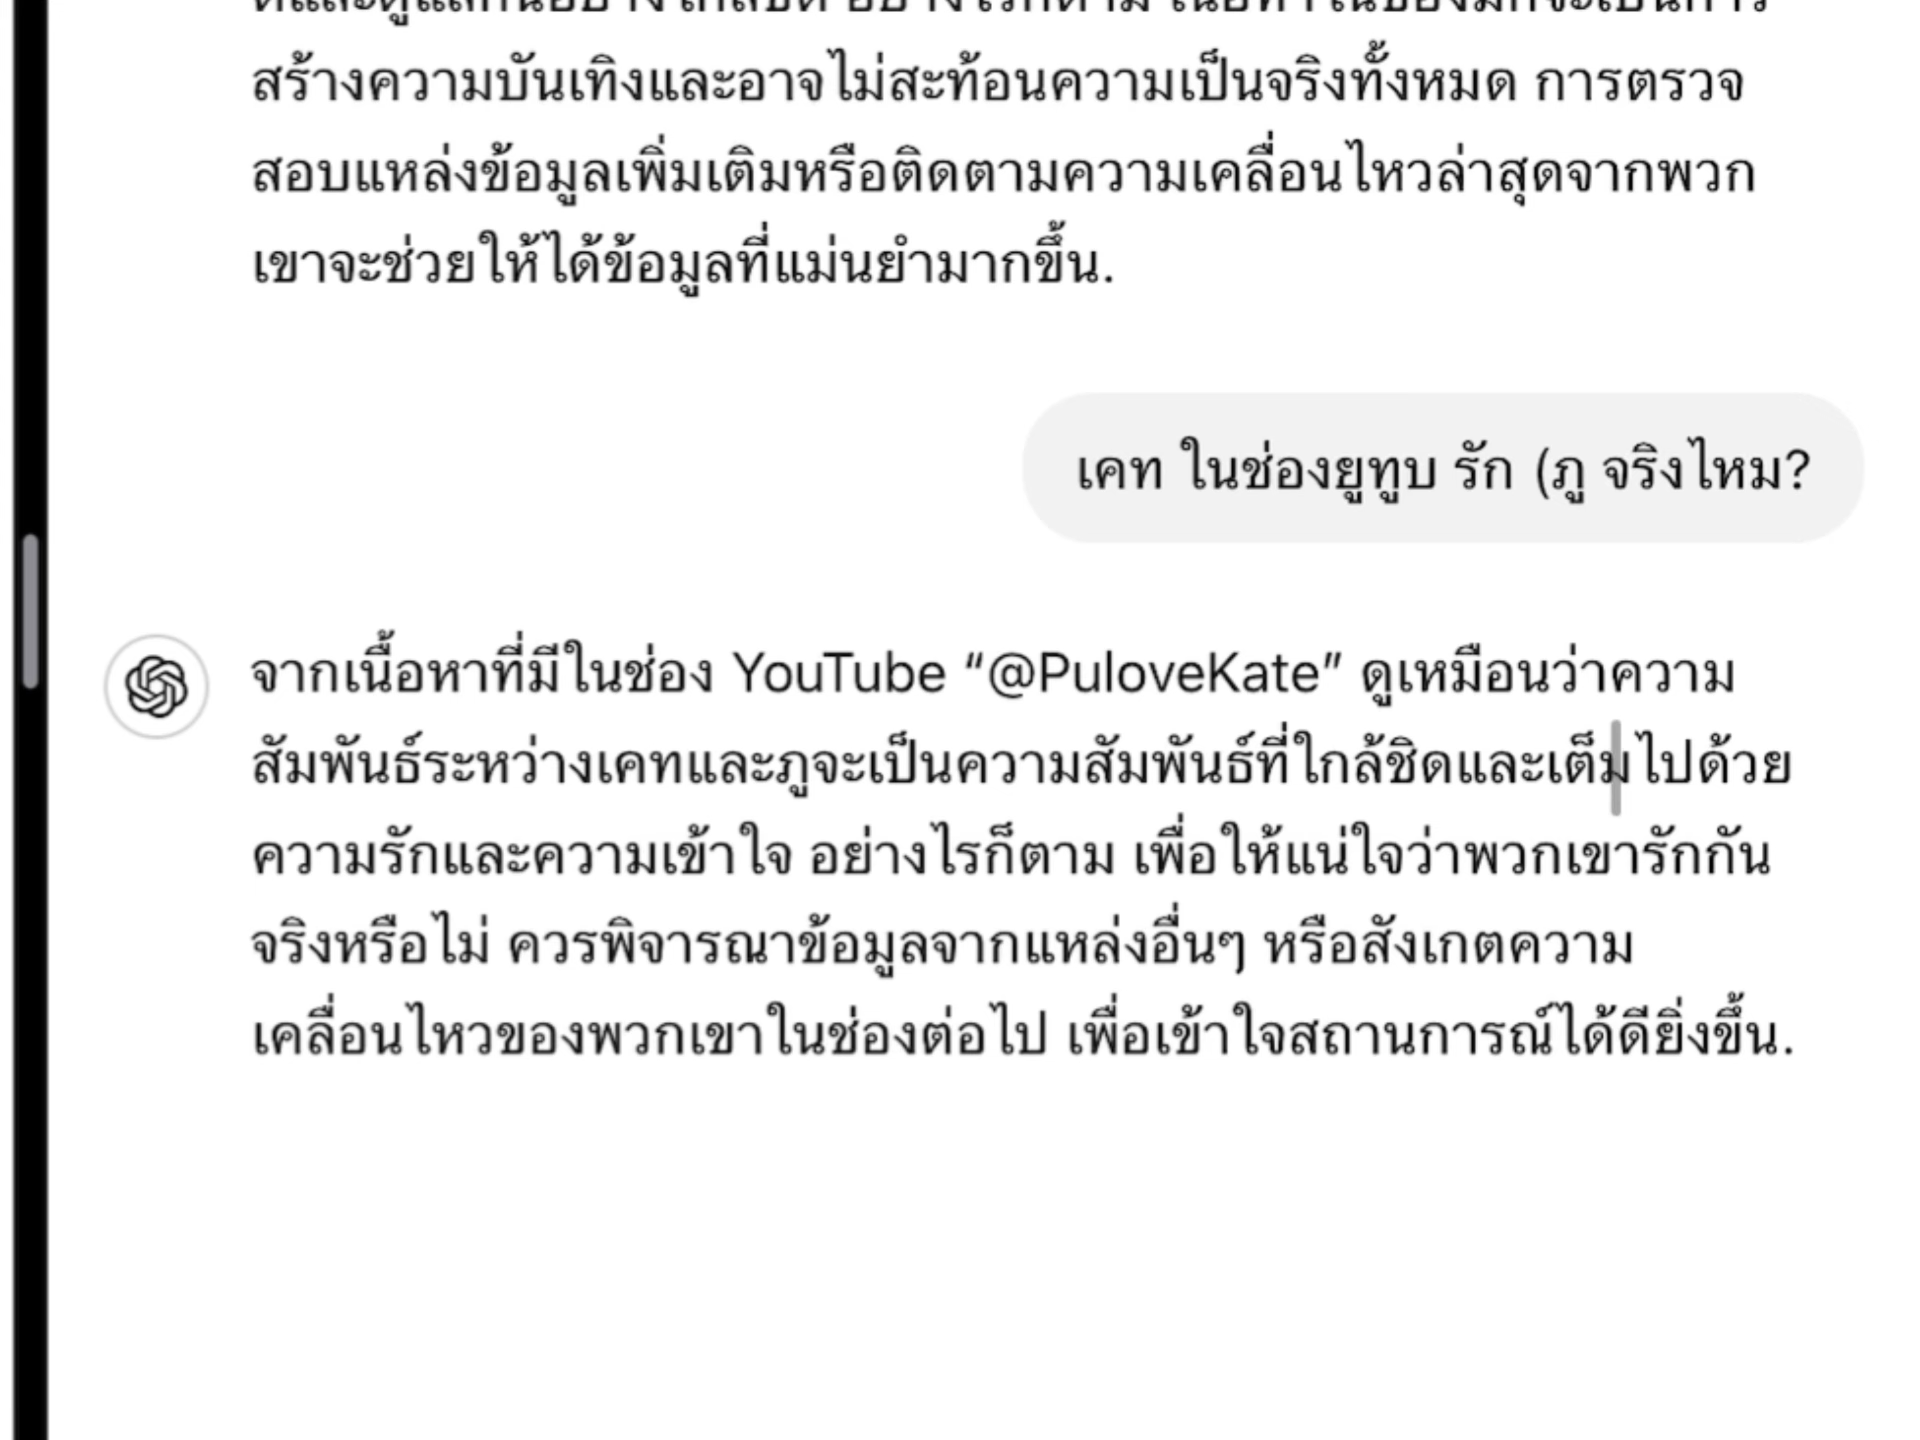 สร้างความบันเทิงและอาจไม่สะท้อนความเป็นจริงทั้งหมด การตรวจ
สอบแหล่งข้อมูลเพิ่มเติมหรือติดตามความเคลื่อนไหวล่าสุดจากพวก
เขาจะช่วยให้ได้ข้อมูลที่แม่นยำมากขึ้น.
เคท ในช่องยูทูบ รัก (ภู จริงไหม?
จากเนื้อหาที่มีในช่อง YouTube “@PuloveKate” ดูเหมือนว่าความ
สัมพันธ์ระหว่างเคทและภูจะเป็นความสัมพันธ์ที่ใกล้ชิดและเต็มไปด้วย
ความรักและความเข้าใจ อย่างไรก็ตาม เพื่อให้แน่ใจว่าพวกเขารักกัน
จริงหรือไม่ ควรพิจารณาข้อมูลจากแหล่งอื่นๆ หรือสังเกตความ
เคลื่อนไหวของพวกเขาในช่องต่อไป เพื่อเข้าใจสถานการณ์ได้ดียิ่งขึ้น.